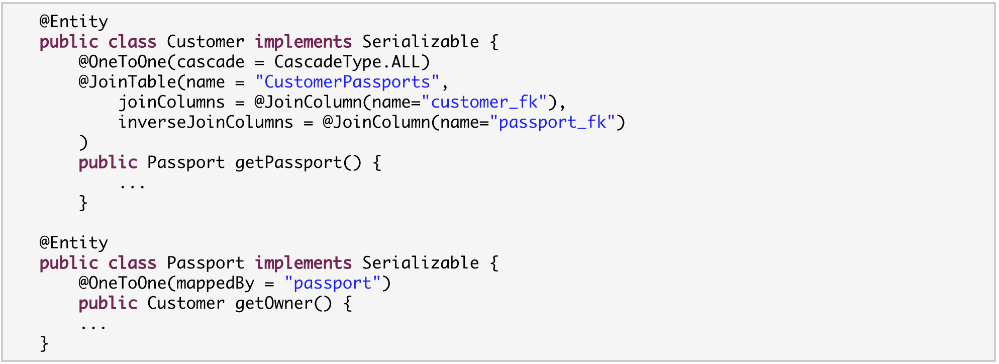 @Entity
public class Customer implements Serializable {
    @OneToOne(cascade = CascadeType.ALL)
    @JoinTable(name = "CustomerPassports",
        joinColumns = @JoinColumn(name="customer_fk"),
        inverseJoinColumns = @JoinColumn(name="passport_fk")
    )
    public Passport getPassport() {
        ...
    }

@Entity
public class Passport implements Serializable {
    @OneToOne(mappedBy = "passport")
    public Customer getOwner() {
    ...
}